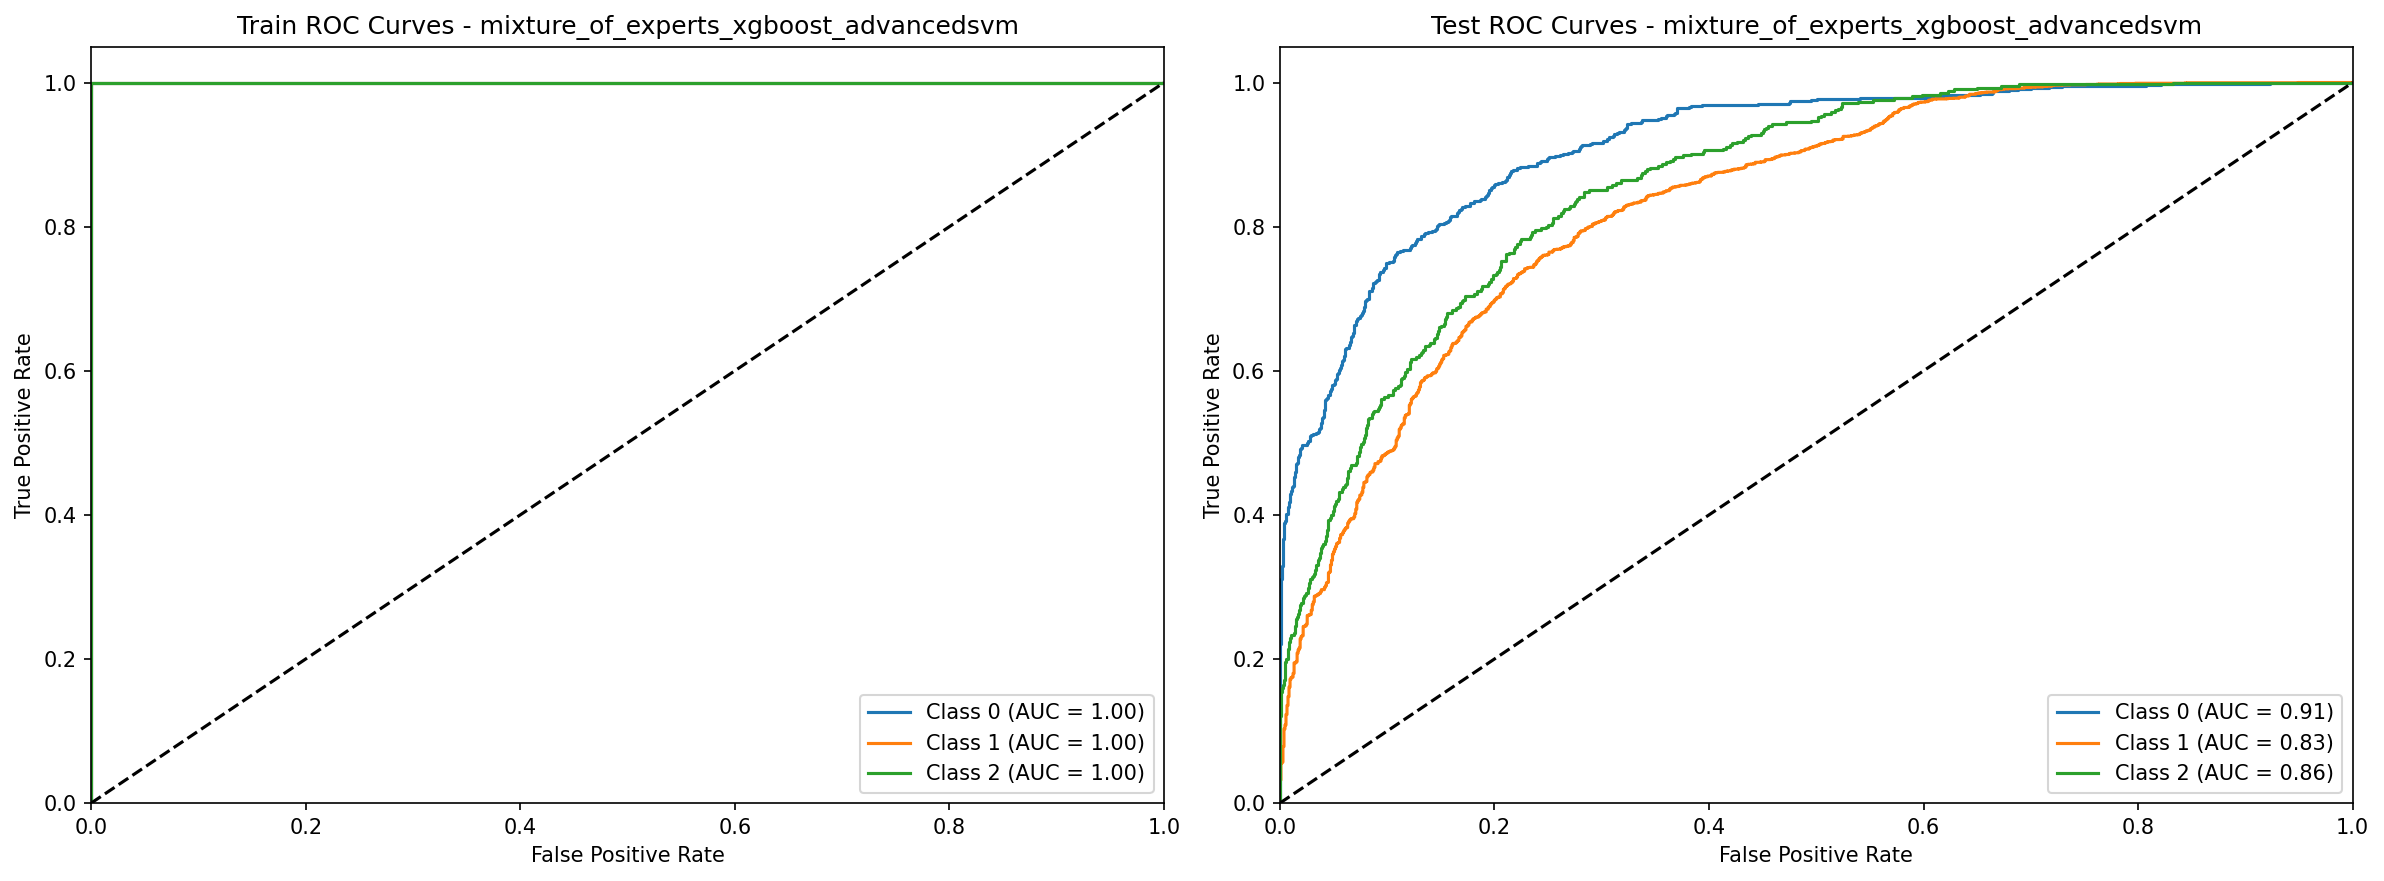 Train ROC Curves - mixture_of_experts_xgboost_advancedsvm
True Positive Rate
1.0
0.8
0.6
0.4
0.2
0.0
0.0 0.2 0.4 0.6 0.8 1.0
False Positive Rate
Class 0 (AUC = 1.00)
Class 1 (AUC = 1.00)
Class 2 (AUC = 1.00)
Test ROC Curves - mixture_of_experts_xgboost_advancedsvm
True Positive Rate
1.0
0.8
0.6
0.4
0.2
0.0
0.0 0.2 0.4 0.6 0.8 1.0
False Positive Rate
Class 0 (AUC = 0.91)
Class 1 (AUC = 0.83)
Class 2 (AUC = 0.86)